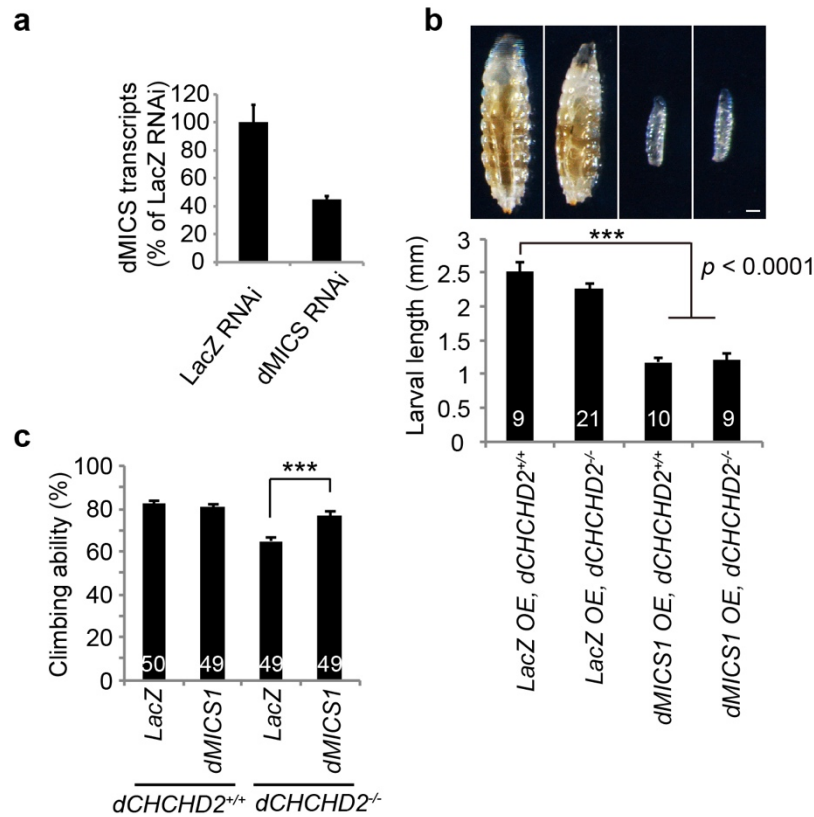 a
dMICS transcripts
(% of LacZ RNAi)
120
100
80
60
40
20
0
LacZ RNAi
dMICS RNAi
b
Larval length (mm)
3
2.5
2
1.5
1
0.5
0
***
p < 0.0001
9
21
10
9
LacZ OE, dCHCHD2+/+
LacZ OE, dCHCHD2-/-
dMICS1 OE, dCHCHD2+/+
dMICS1 OE, dCHCHD2-/-
c
Climbing ability (%)
100
80
60
40
20
0
***
50
49
49
49
LacZ
dMICS1
LacZ
dMICS1
dCHCHD2+/+
dCHCHD2-/-